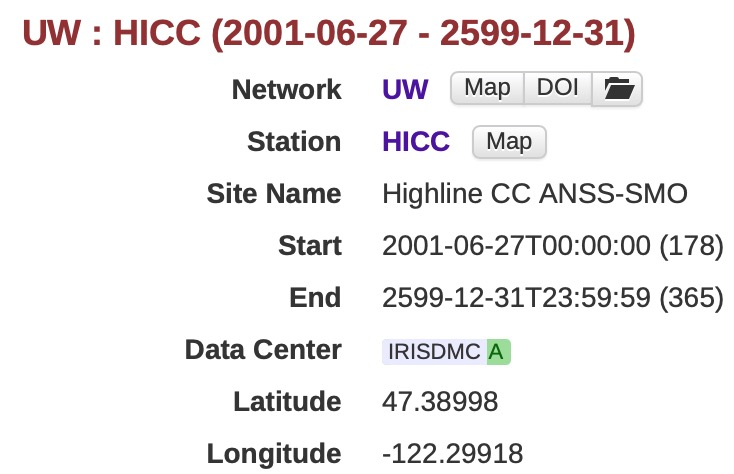 UW : HICC (2001-06-27 - 2599-12-31)
Network UW Map DOI
Station HICC Map
Site Name Highline CC ANSS-SMO
Start 2001-06-27T00:00:00 (178)
End 2599-12-31T23:59:59 (365)
Data Center IRISDMC A
Latitude 47.38998
Longitude -122.29918